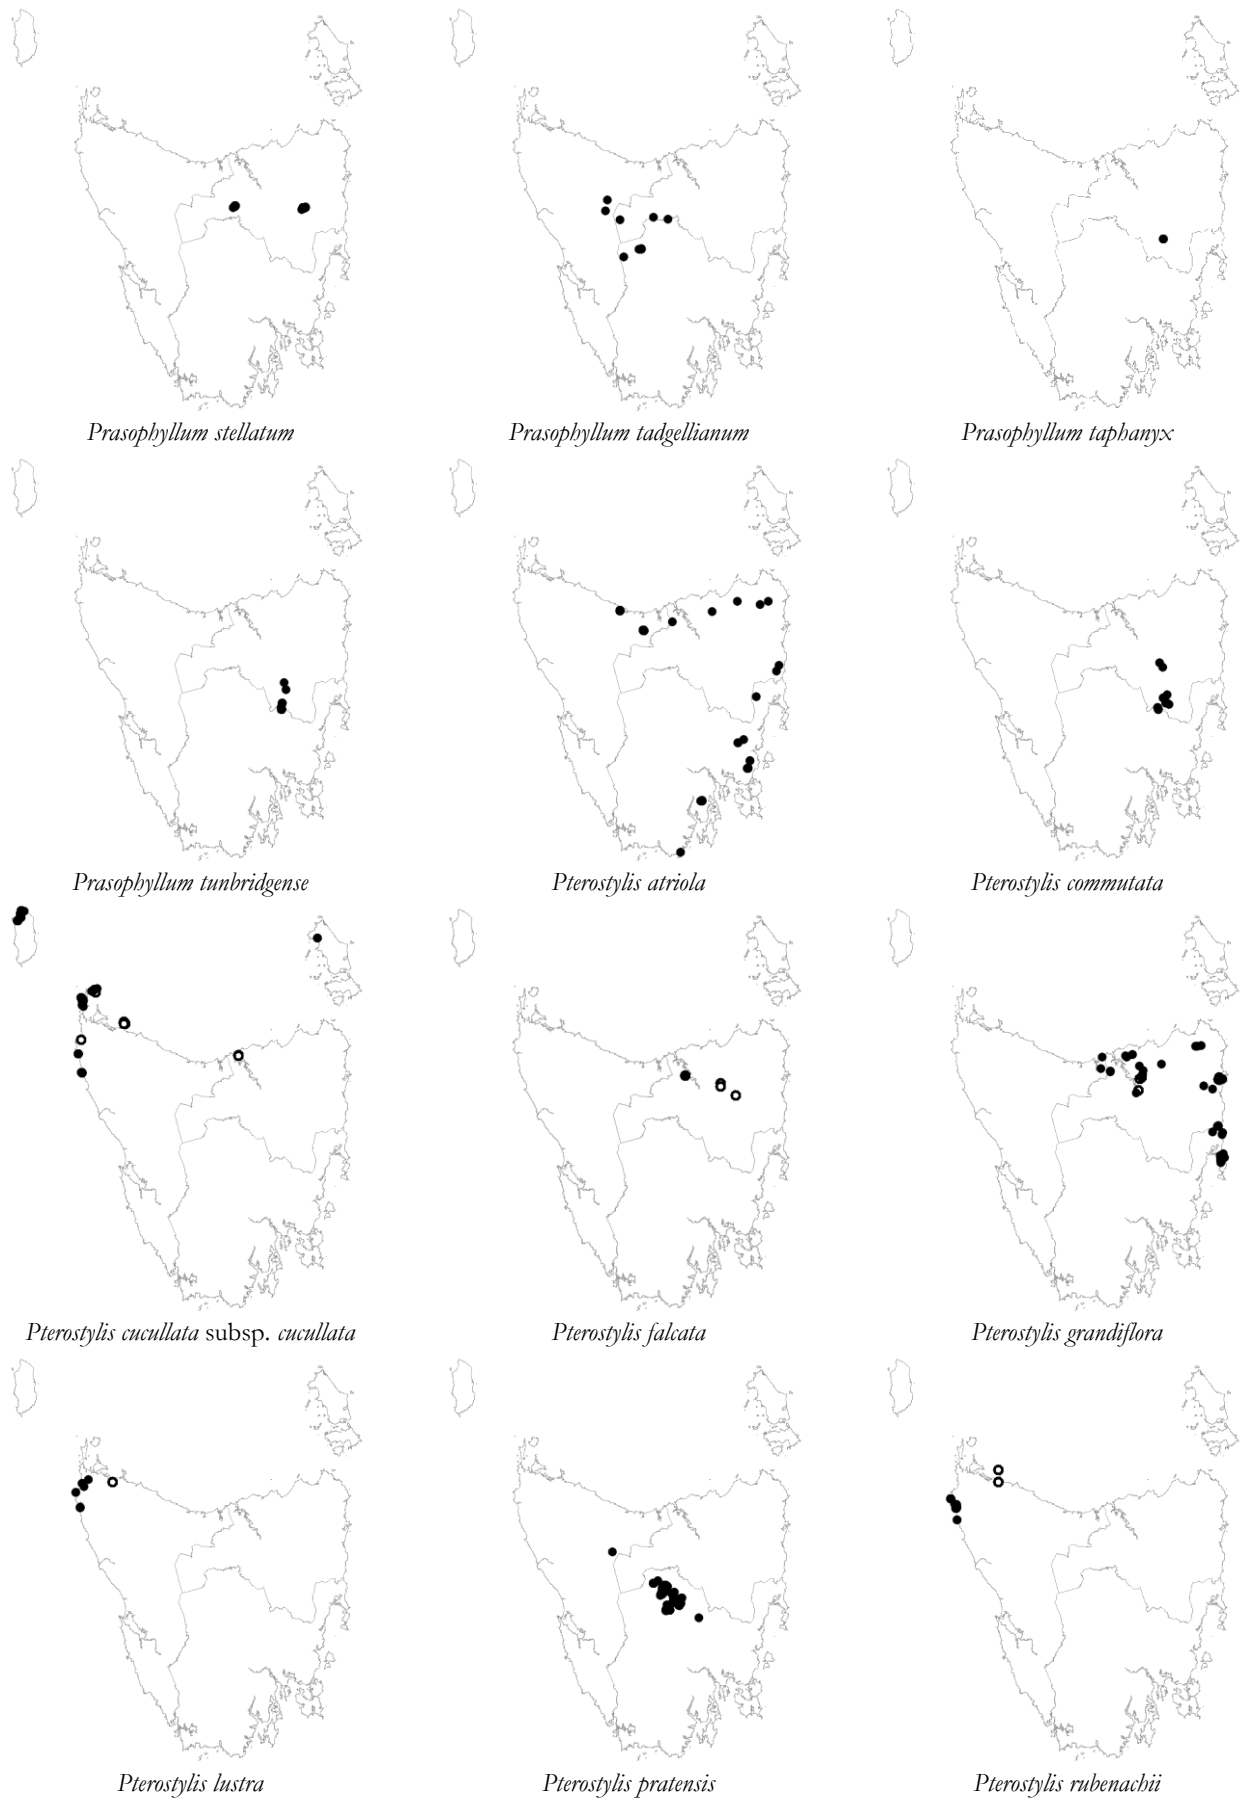 Prasophyllum stellatum
Prasophyllum tadgellianum
Prasophyllum taphanyx
Prasophyllum tunbridgense
Pterostylis atriola
Pterostylis commutata
Pterostylis cucullata subsp. cucullata
Pterostylis falcata
Pterostylis grandiflora
Pterostylis lustra
Pterostylis pratensis
Pterostylis rubenachii